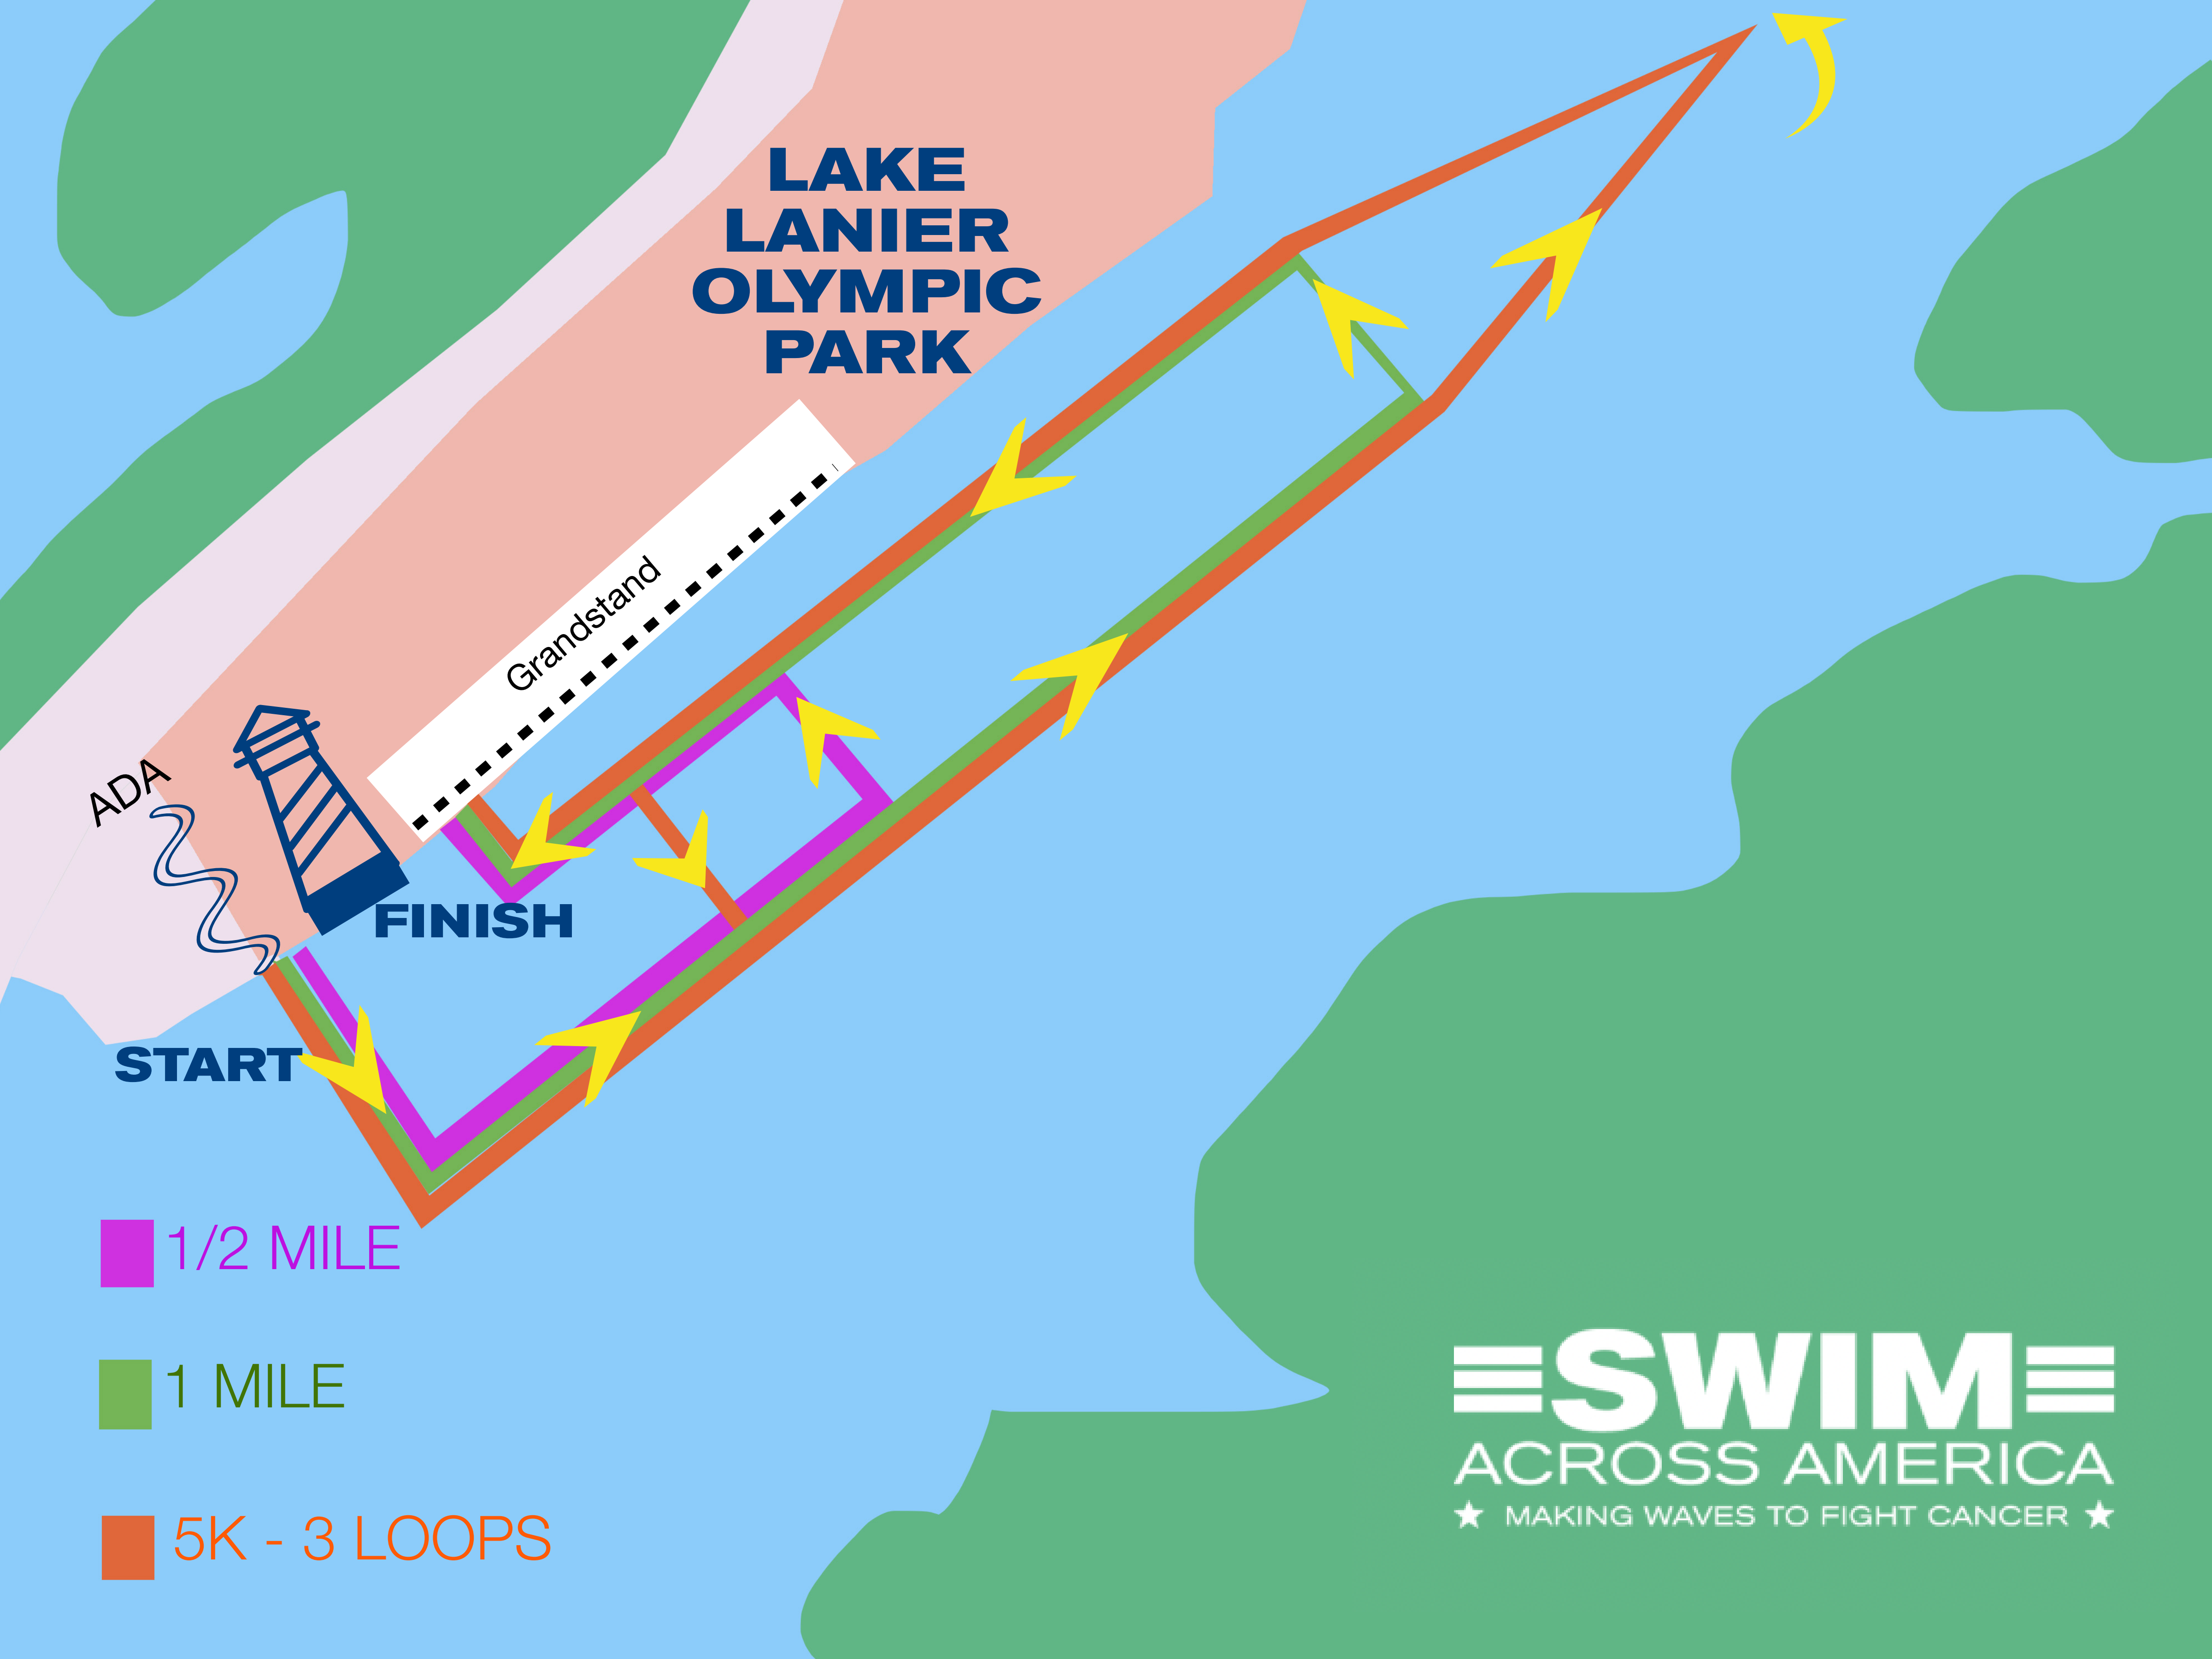 LAKE
LANIER
OLYMPIC
PARK
Grandstand
ADA
FINISH
START
1/2 MILE
1 MILE
5K - 3 LOOPS
SWIM
ACROSS AMERICA
MAKING WAVES TO FIGHT CANCER